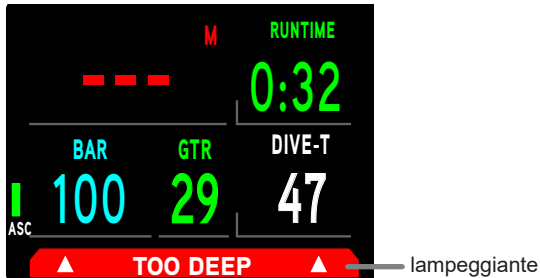 M RUNTIME
--- 0:32
BAR GTR DIVE-T
100 29 47
ASC
TOO DEEP
lampeggiante